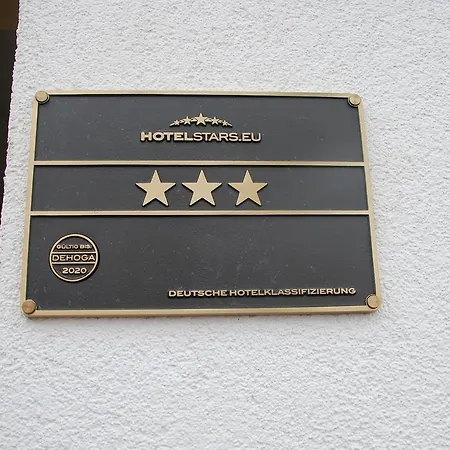 HOTELSTARS.EU
GÜLTIG BIS:
DEHOGA
2020
DEUTSCHE HOTELKLASSIFIZIERUNG